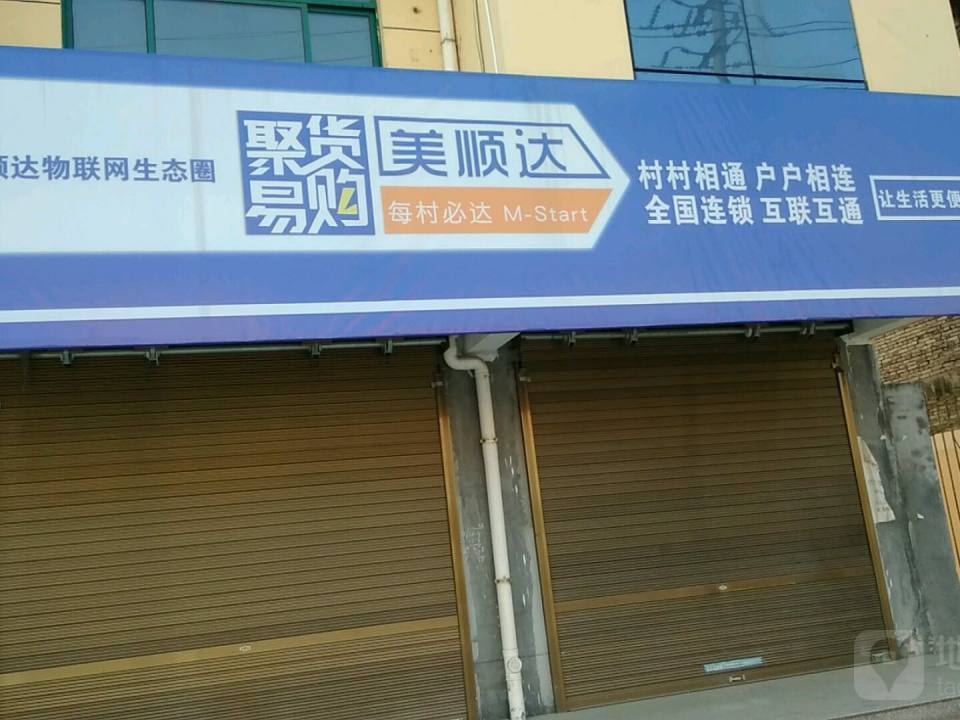 顺达物联网生态圈
聚货
易购
美顺达
每村必达 M-Start
村村相通 户户相连
全国连锁 互联互通
让生活更便